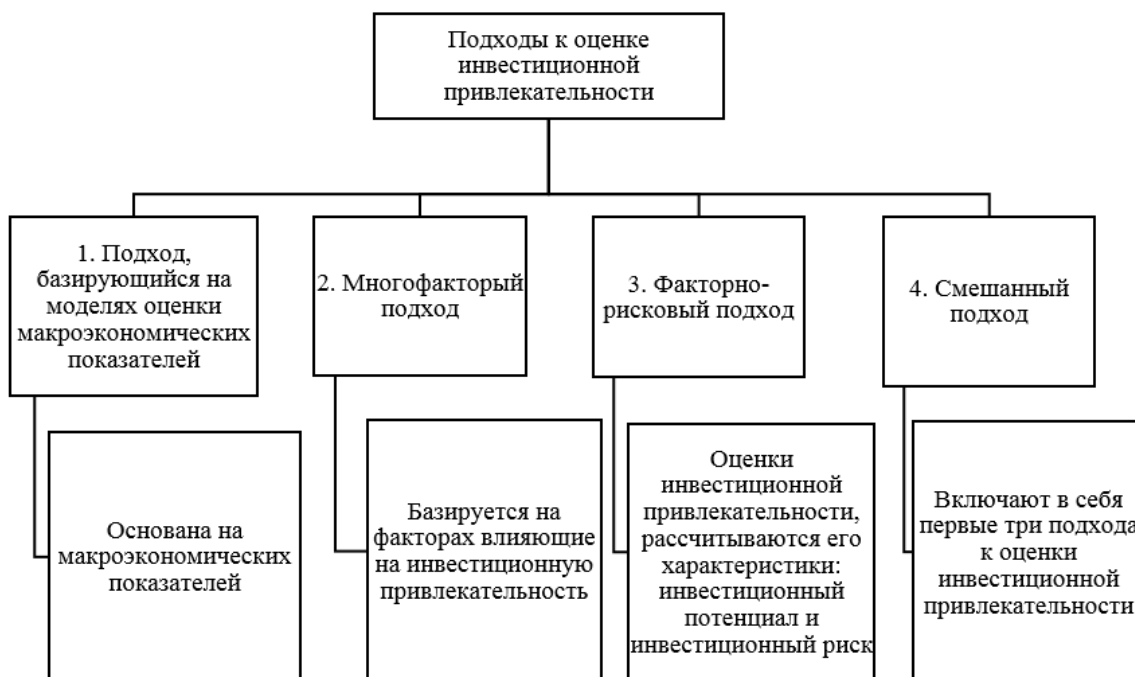 Подходы к оценке
инвестиционной
привлекательности
1. Подход,
базирующийся на
моделях оценки
макроэкономических
показателей
2. Многофакторый
подход
3. Факторно-
рисковый подход
4. Смешанный
подход
Основана на
макроэкономических
показателей
Базируется на
факторах влияющие
на инвестиционную
привлекательность
Оценки
инвестиционной
привлекательности,
рассчитываются его
характеристики:
инвестиционный
потенциал и
инвестиционный риск
Включают в себя
первые три подхода
к оценки
инвестиционной
привлекательности